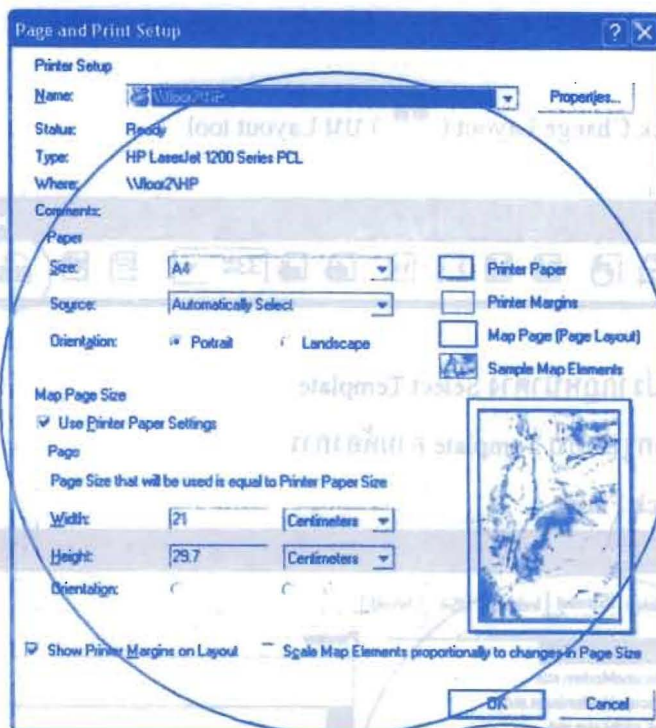 Page and Print Setup
Printer Setup
Name: \\floor2\HP Properties...
Status: Ready
Type: HP LaserJet 1200 Series PCL
Where: \\floor2\HP
Comments:
Paper
Size: A4 Printer Paper
Source: Automatically Select Printer Margins
Orientation: Portrait Landscape Map Page (Page Layout)
Sample Map Elements
Map Page Size
Use Printer Paper Settings
Page
Page Size that will be used is equal to Printer Paper Size
Width: 21 Centimeters
Height: 29.7 Centimeters
Orientation:
Show Printer Margins on Layout Scale Map Elements proportionally to changes in Page Size
OK Cancel